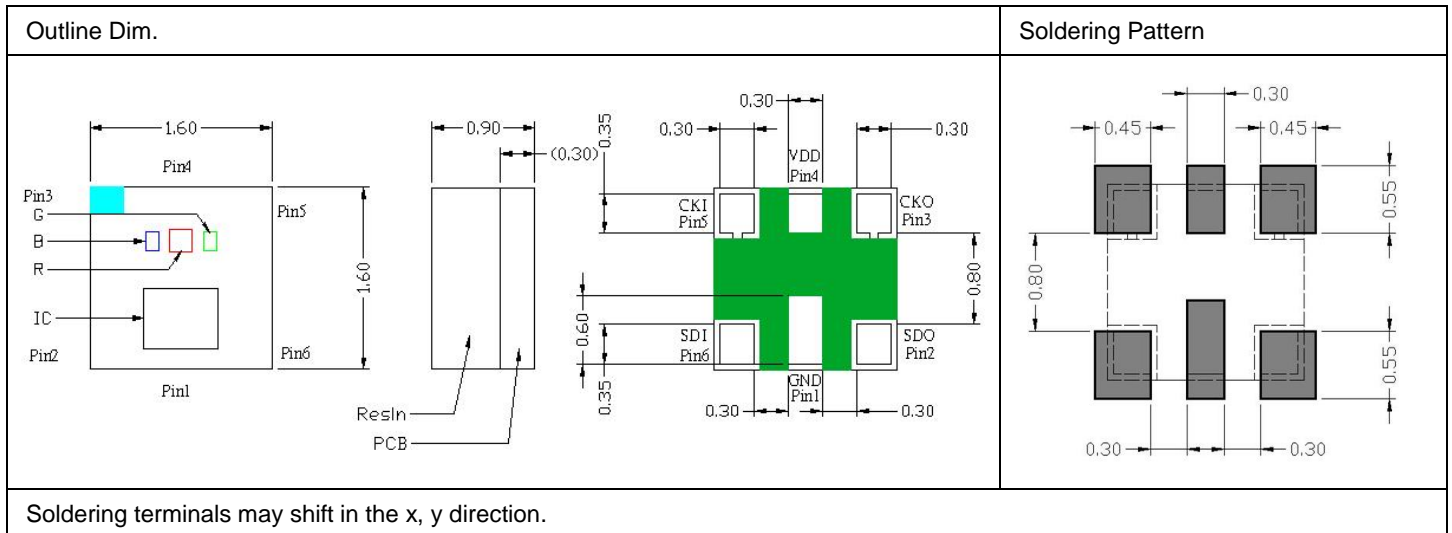 Outline Dim.
Soldering Pattern
1.60
Pin4
Pin3
G
B
R
IC
Pin2
Pin5
1.60
Pin6
Pin1
0.90
(0.30)
ResIn
PCB
0.30
0.30
0.35
0.30
VDD
Pin4
CKI
Pin5
CKO
Pin3
0.80
0.60
SDI
Pin6
SDO
Pin2
0.35
GND
Pin1
0.30
0.30
0.30
0.45
0.45
0.55
0.80
0.55
0.30
0.30
Soldering terminals may shift in the x, y direction.